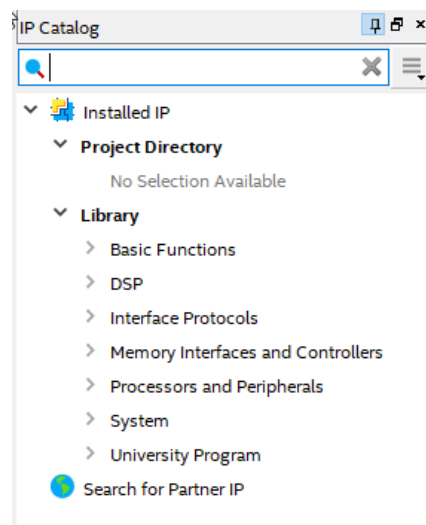 IP Catalog
Installed IP
Project Directory
No Selection Available
Library
Basic Functions
DSP
Interface Protocols
Memory Interfaces and Controllers
Processors and Peripherals
System
University Program
Search for Partner IP